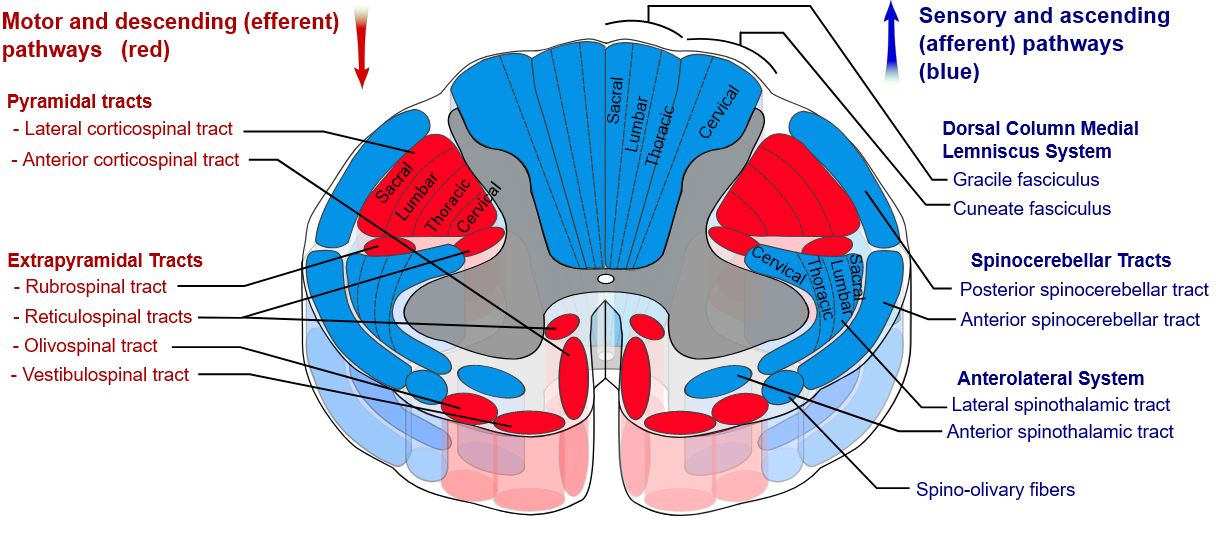 Motor and descending (efferent)
pathways (red)
Pyramidal tracts
- Lateral corticospinal tract
- Anterior corticospinal tract
Extrapyramidal Tracts
- Rubrospinal tract
- Reticulospinal tracts
- Olivospinal tract
- Vestibulospinal tract
Sacral
Lumbar
Thoracic
Cervical
Sacral
Lumbar
Thoracic
Cervical
Cervical
Thoracic
Lumbar
Sacral
Sensory and ascending
(afferent) pathways
(blue)
Dorsal Column Medial
Lemniscus System
Gracile fasciculus
Cuneate fasciculus
Spinocerebellar Tracts
Posterior spinocerebellar tract
Anterior spinocerebellar tract
Anterolateral System
Lateral spinothalamic tract
Anterior spinothalamic tract
Spino-olivary fibers